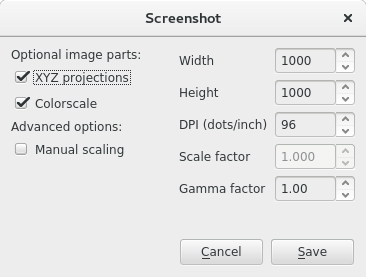 Screenshot
Optional image parts:
XYZ projections
Colorscale
Advanced options:
Manual scaling
Width 1000
Height 1000
DPI (dots/inch) 96
Scale factor 1.000
Gamma factor 1.00
Cancel Save